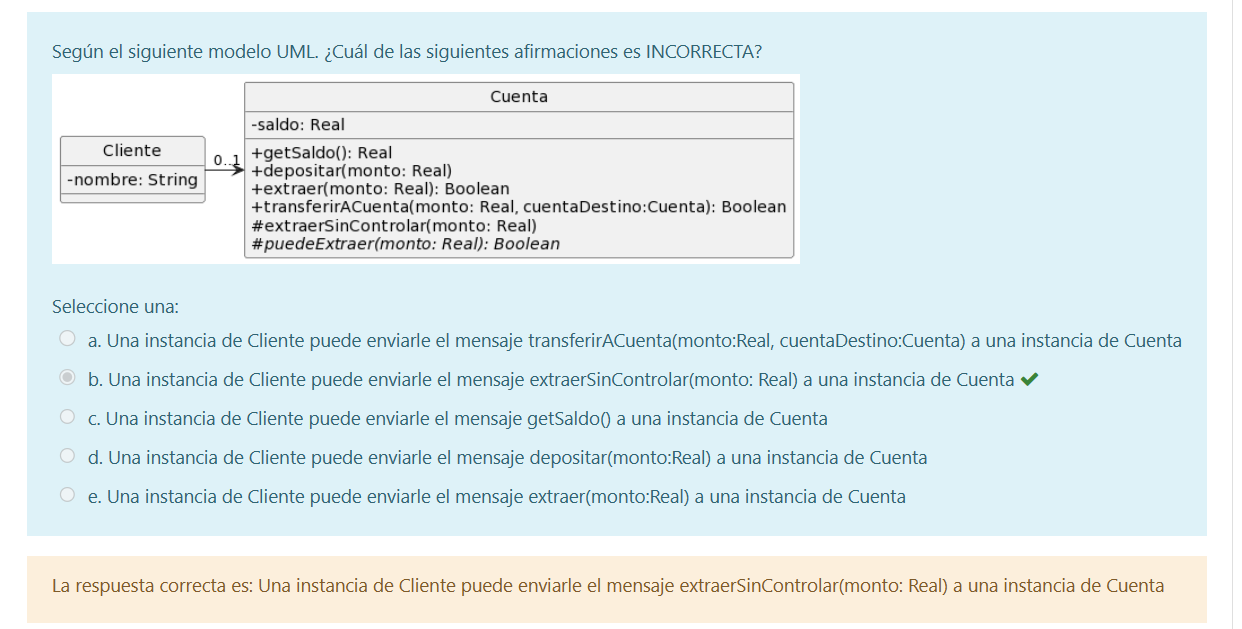 Según el siguiente modelo UML. ¿Cuál de las siguientes afirmaciones es INCORRECTA?
Cuenta
-saldo: Real
Cliente
-nombre: String
0..1
+getSaldo(): Real
+depositar(monto: Real)
+extraer(monto: Real): Boolean
+transferirACuenta(monto: Real, cuentaDestino:Cuenta): Boolean
#extraerSinControlar(monto: Real)
#puedeExtraer(monto: Real): Boolean
Seleccione una:
a. Una instancia de Cliente puede enviarle el mensaje transferirACuenta(monto:Real, cuentaDestino:Cuenta) a una instancia de Cuenta
b. Una instancia de Cliente puede enviarle el mensaje extraerSinControlar(monto: Real) a una instancia de Cuenta
c. Una instancia de Cliente puede enviarle el mensaje getSaldo() a una instancia de Cuenta
d. Una instancia de Cliente puede enviarle el mensaje depositar(monto:Real) a una instancia de Cuenta
e. Una instancia de Cliente puede enviarle el mensaje extraer(monto:Real) a una instancia de Cuenta
La respuesta correcta es: Una instancia de Cliente puede enviarle el mensaje extraerSinControlar(monto: Real) a una instancia de Cuenta